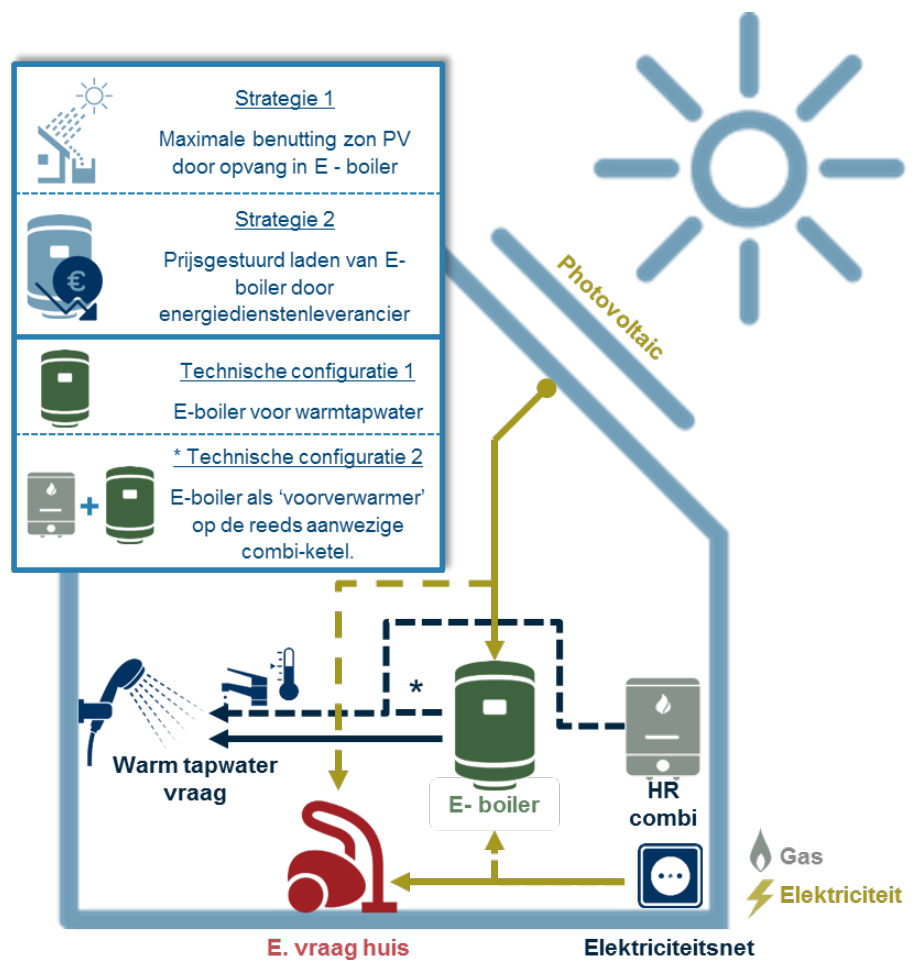 Strategie 1
Maximale benutting zon PV
door opvang in E - boiler
Strategie 2
Prijsgestuurd laden van E-
boiler door
energiedienstenleverancier
€
Technische configuratie 1
E-boiler voor warmtapwater
* Technische configuratie 2
E-boiler als ‘voorverwarmer’
op de reeds aanwezige
combi-ketel.
+
Photovoltaic
*
Warm tapwater
vraag
E- boiler
HR
combi
Gas
Elektriciteit
E. vraag huis
Elektriciteitsnet